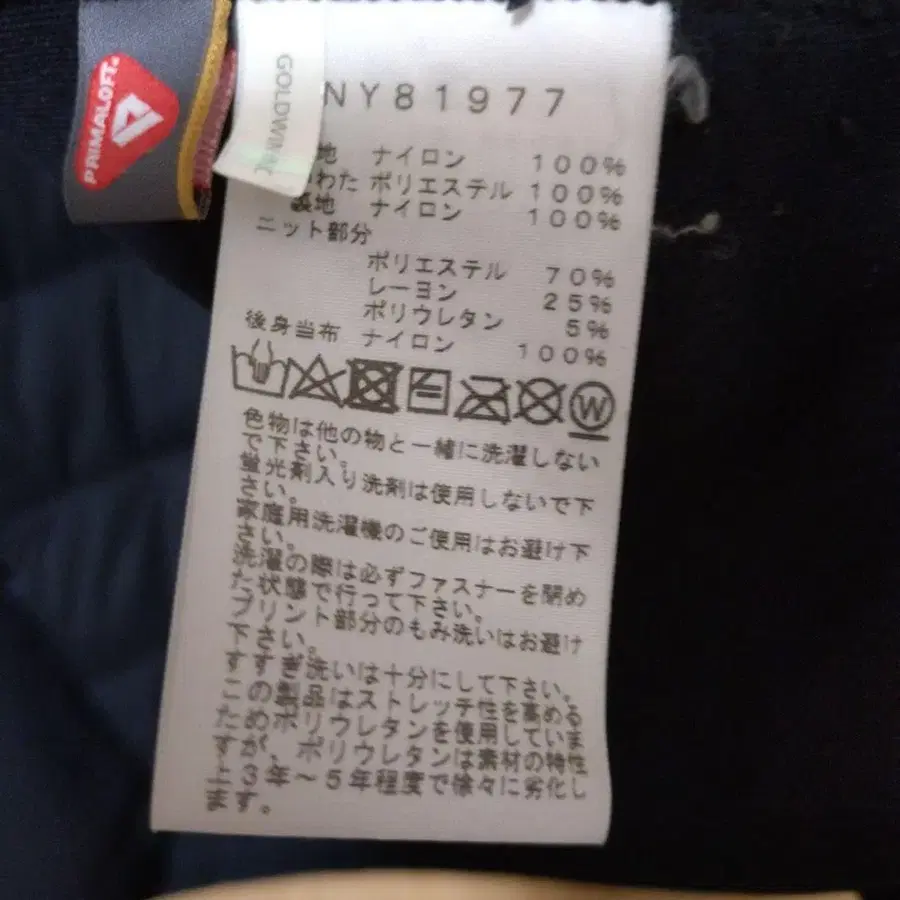 PRIMALOFT
GOLDWIN
NY81977
地 ナイロン 100%
わた ポリエステル 100%
裏地 ナイロン 100%
ニット部分
ポリエステル 70%
レーヨン 25%
ポリウレタン 5%
後身当布 ナイロン 100%
W
色物は他の物と一緒に洗濯しない
で下さい。
蛍光剤入り洗剤は使用しないで下
さい。
家庭用洗濯機のご使用はお避け下
さい。
洗濯の際は必ずファスナーを閉め
た状態で行って下さい。
プリント部分のもみ洗いはお避け
下さい。
すすぎ洗いは十分にして下さい。
この製品はストレッチ性を高める
ためポリウレタンを使用していま
すが、ポリウレタンは素材の特性
上3年～5年程度で徐々に劣化し
ます。